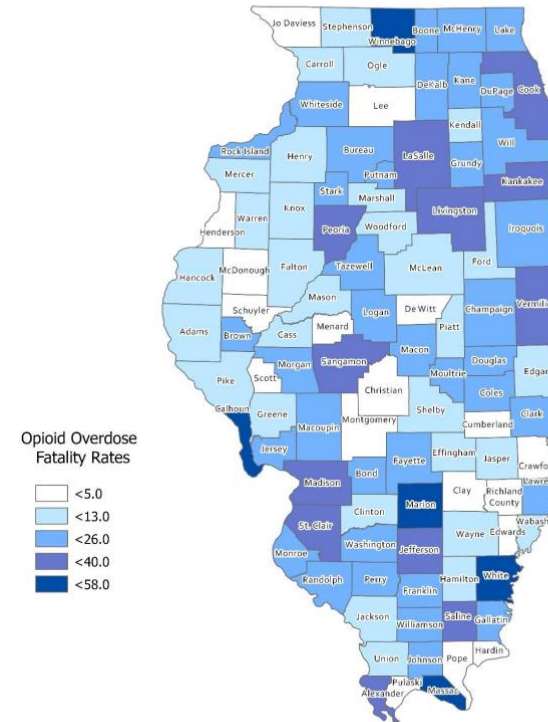 Jo Daviess
Stephenson
Winnebago
Boone
McHenry
Lake
Carroll
Ogle
DeKalb
Kane
DuPage
Cook
Whiteside
Lee
Kendall
Will
Rock Island
Henry
Bureau
LaSalle
Grundy
Mercer
Putnam
Kankakee
Stark
Marshall
Knox
Warren
Henderson
Peoria
Woodford
Livingston
Iroquois
Ford
McDonough
Fulton
Tazewell
McLean
Hancock
Mason
Schuyler
Logan
De Witt
Champaign
Vermili
Adams
Brown
Cass
Menard
Piatt
Macon
Douglas
Morgan
Sangamon
Moultrie
Edgar
Pike
Scott
Christian
Coles
Calhoun
Greene
Macoupin
Montgomery
Shelby
Cumberland
Clark
Opioid Overdose
Fatality Rates
<5.0
<13.0
<26.0
<40.0
<58.0
Jersey
Fayette
Effingham
Jasper
Crawfo
Madison
Bond
Clay
Richland
County
Lawre
Clinton
Marion
St. Clair
Wayne
Edwards
Wabash
Monroe
Washington
Jefferson
Randolph
Perry
Hamilton
White
Franklin
Jackson
Williamson
Saline
Gallatin
Union
Johnson
Pope
Hardin
Alexander
Pulaski
Massac